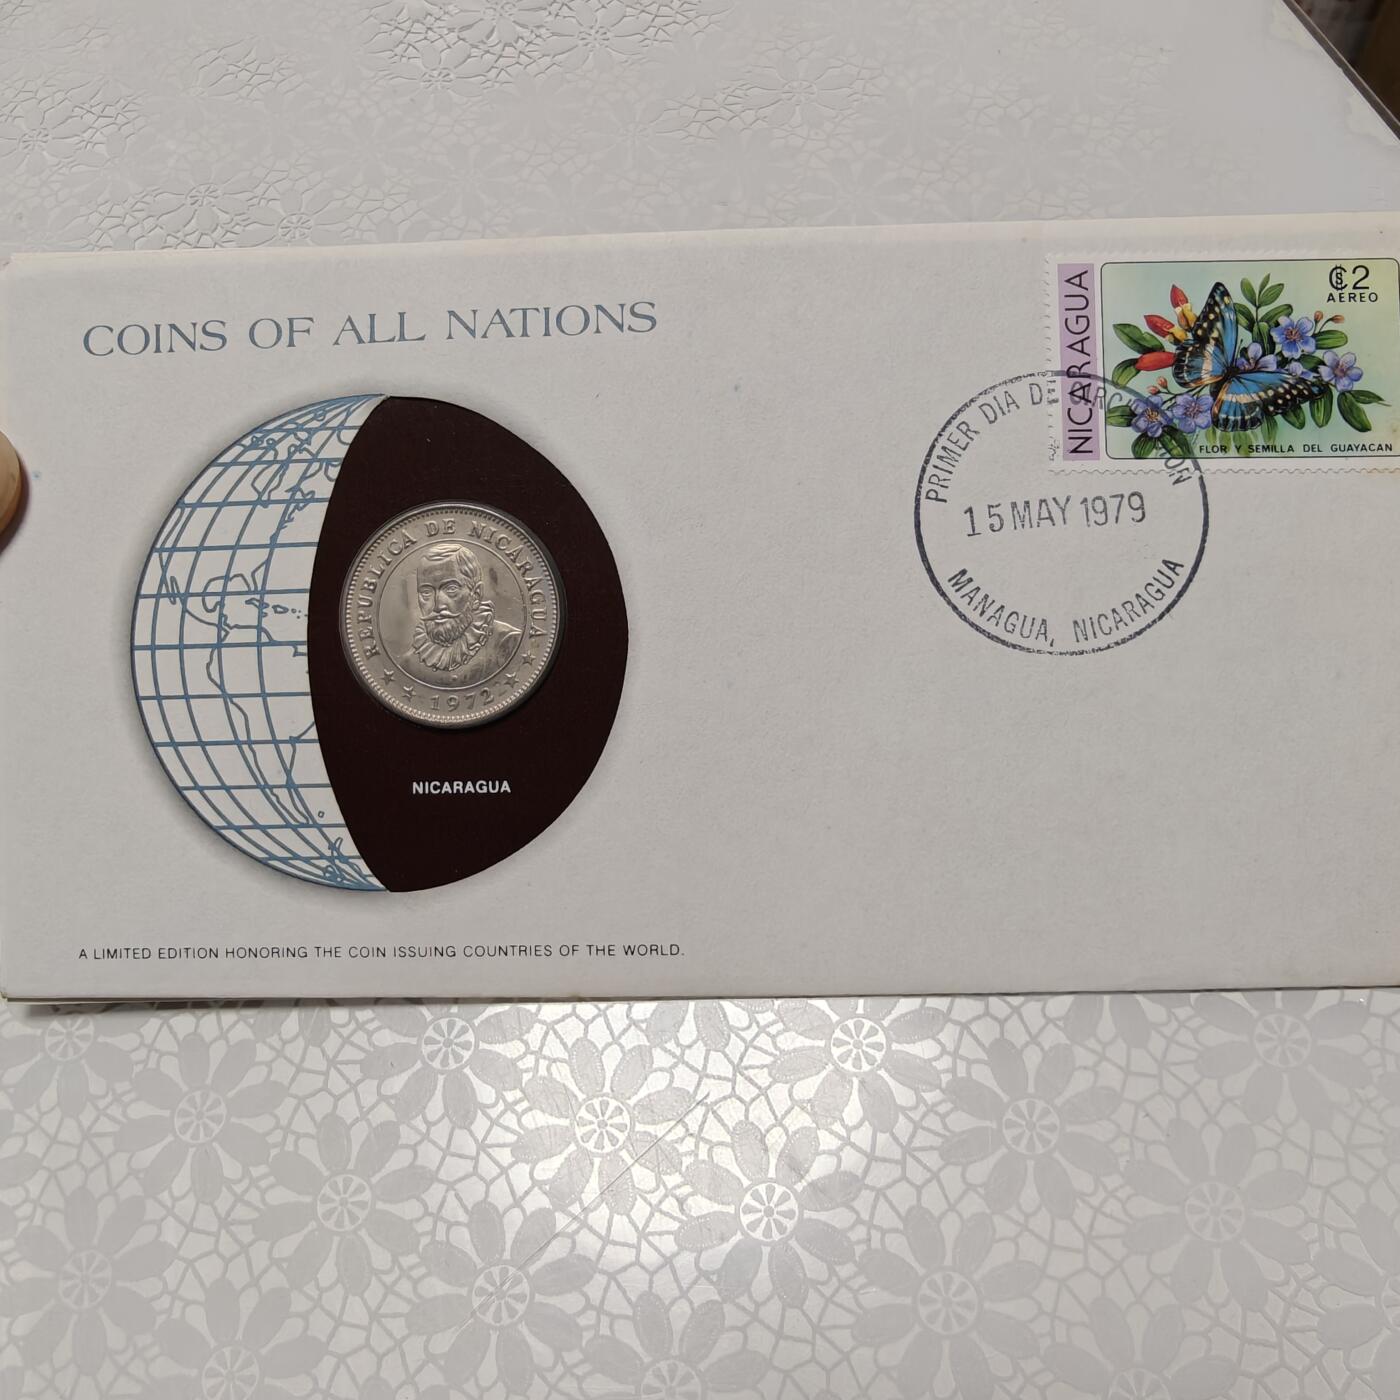 COINS OF ALL NATIONS
NICARAGUA
₡2
AEREO
FLOR Y SEMILLA DEL GUAYACAN
PRIMER DIA DE CIRCULACION
15 MAY 1979
MANAGUA, NICARAGUA
REPUBLICA DE NICARAGUA
1972
NICARAGUA
A LIMITED EDITION HONORING THE COIN ISSUING COUNTRIES OF THE WORLD.